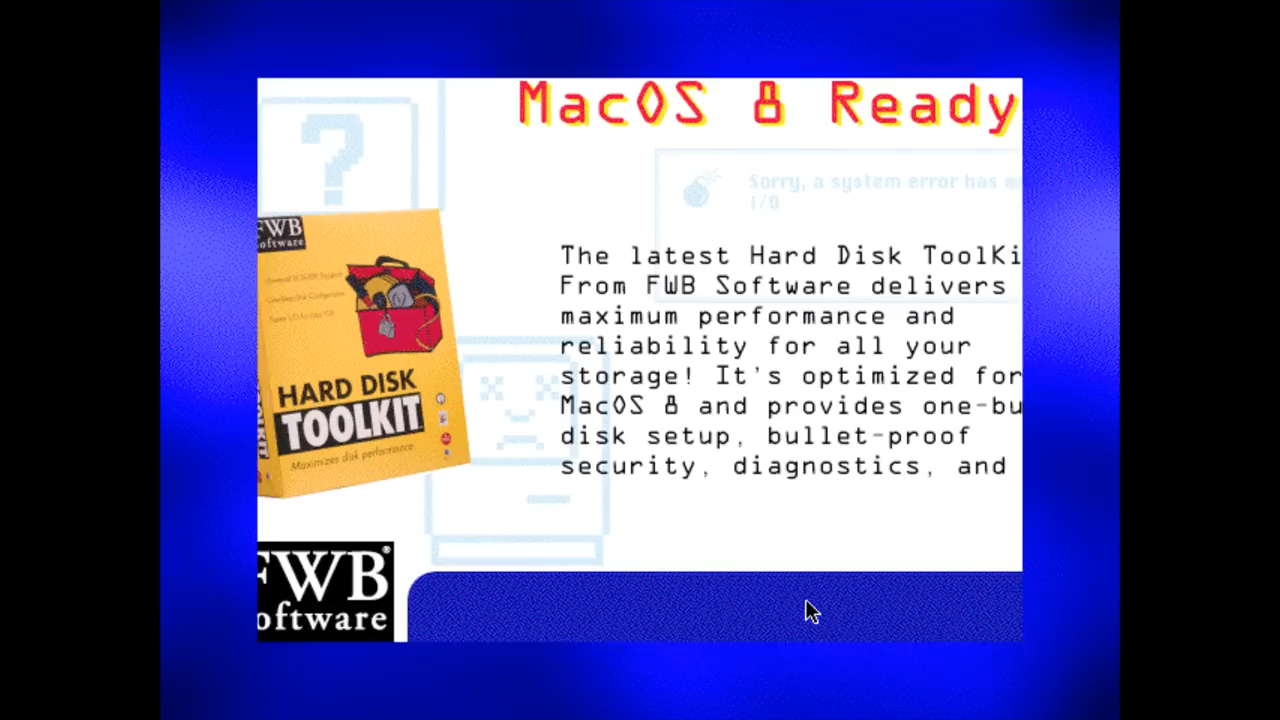 MacOS 8 Ready
?
Sorry, a system error has
I/O
FWB
Software
The latest Hard Disk ToolKi
From FWB Software delivers
maximum performance and
reliability for all your
storage! It's optimized for
MacOS 8 and provides one-bu
disk setup, bullet-proof
security, diagnostics, and
HARD DISK
TOOLKIT
Maximizes disk performance
FWB®
oftware